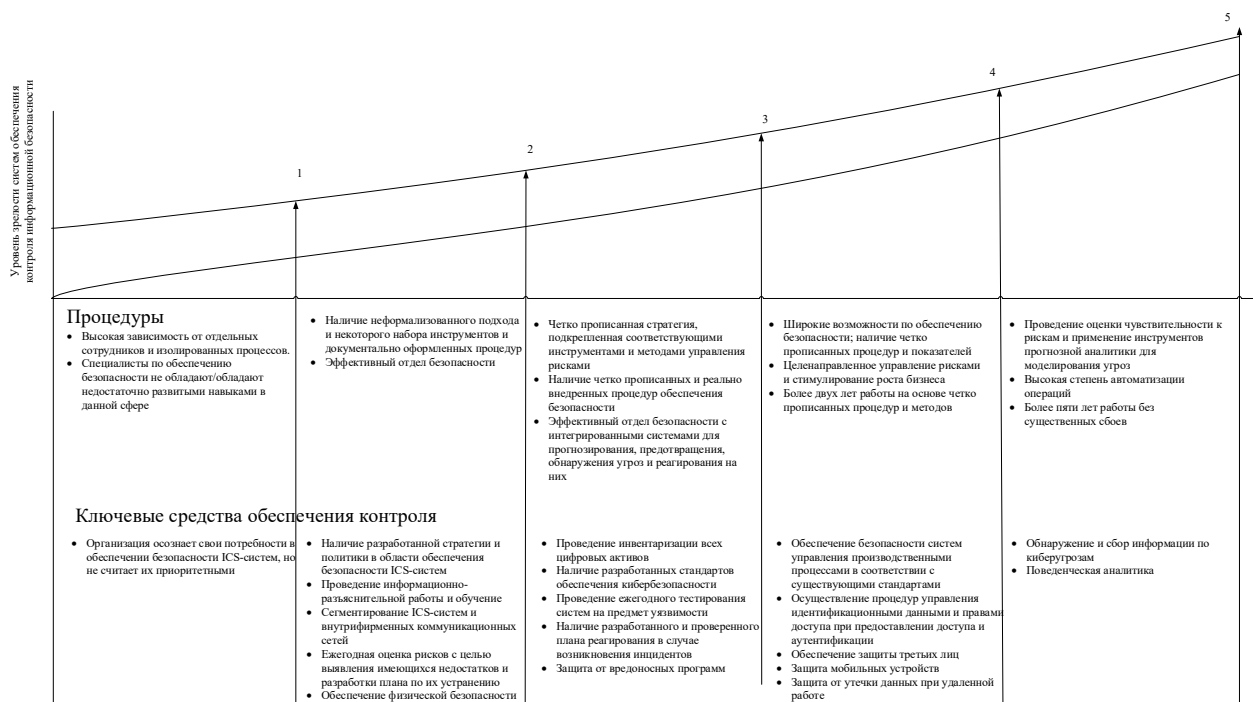 Уровень зрелости систем обеспечения
контроля информационной безопасности
1
2
3
4
5
Процедуры
• Высокая зависимость от отдельных
сотрудников и изолированных процессов.
• Специалисты по обеспечению
безопасности не обладают/обладают
недостаточно развитыми навыками в
данной сфере
• Наличие неформализованного подхода
и некоторого набора инструментов и
документально оформленных процедур
• Эффективный отдел безопасности
• Четко прописанная стратегия,
подкрепленная соответствующими
инструментами и методами управления
рисками
• Наличие четко прописанных и реально
внедренных процедур обеспечения
безопасности
• Эффективный отдел безопасности с
интегрированными системами для
прогнозирования, предотвращения,
обнаружения угроз и реагирования на
них
• Широкие возможности по обеспечению
безопасности; наличие четко
прописанных процедур и показателей
• Целенаправленное управление рисками
и стимулирование роста бизнеса
• Более двух лет работы на основе четко
прописанных процедур и методов
• Проведение оценки чувствительности к
рискам и применение инструментов
прогнозной аналитики для
моделирования угроз
• Высокая степень автоматизации
операций
• Более пяти лет работы без
существенных сбоев
Ключевые средства обеспечения контроля
• Организация осознает свои потребности в
обеспечении безопасности ICS-систем, но
не считает их приоритетными
• Наличие разработанной стратегии и
политики в области обеспечения
безопасности ICS-систем
• Проведение информационно-
разъяснительной работы и обучение
• Сегментирование ICS-систем и
внутрифирменных коммуникационных
сетей
• Ежегодная оценка рисков с целью
выявления имеющихся недостатков и
разработки плана по их устранению
• Обеспечение физической безопасности
• Проведение инвентаризации всех
цифровых активов
• Наличие разработанных стандартов
обеспечения кибербезопасности
• Проведение ежегодного тестирования
систем на предмет уязвимости
• Наличие разработанного и проверенного
плана реагирования в случае
возникновения инцидентов
• Защита от вредоносных программ
• Обеспечение безопасности систем
управления производственными
процессами в соответствии с
существующими стандартами
• Осуществление процедур управления
идентификационными данными и правами
доступа при предоставлении доступа и
аутентификации
• Обеспечение защиты третьих лиц
• Защита мобильных устройств
• Защита от утечки данных при удаленной
работе
• Обнаружение и сбор информации по
киберугрозам
• Поведенческая аналитика